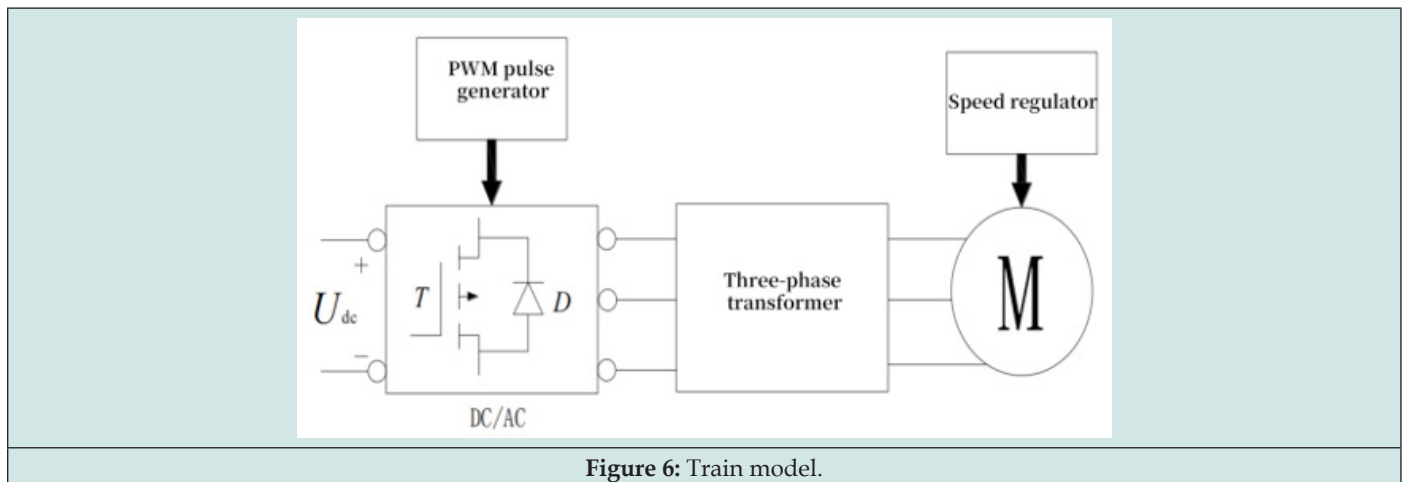 PWM pulse
generator
Speed regulator
+
U dc
−
T
D
Three-phase
transformer
M
DC/AC
Figure 6: Train model.